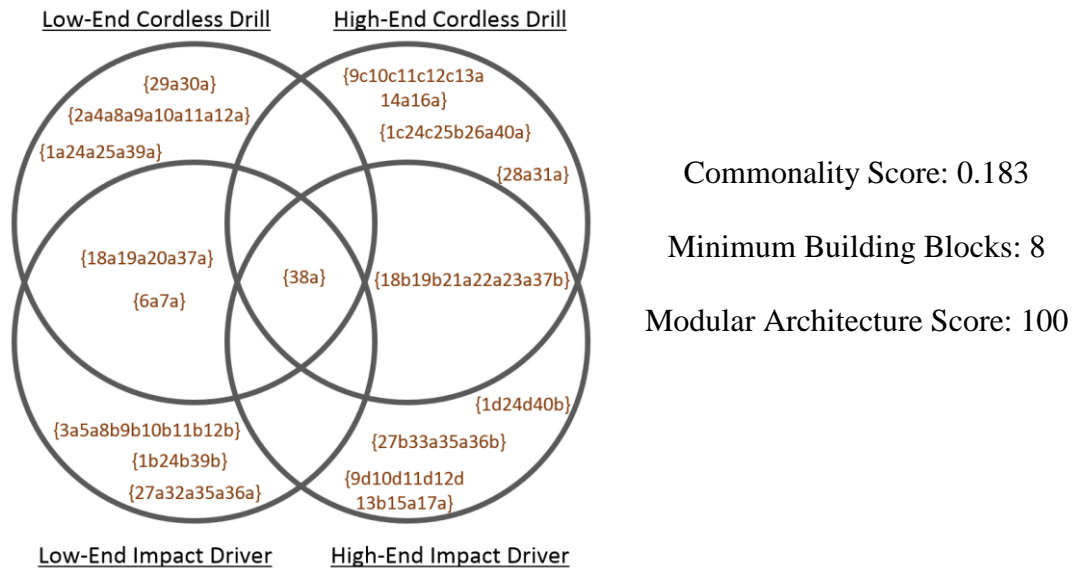 Low-End Cordless Drill
High-End Cordless Drill
{29a30a}
{2a4a8a9a10a11a12a}
{1a24a25a39a}
{9c10c11c12c13a
14a16a}
{1c24c25b26a40a}
{28a31a}
{18a19a20a37a}
{6a7a}
{38a}
{18b19b21a22a23a37b}
{3a5a8b9b10b11b12b}
{1b24b39b}
{27a32a35a36a}
{1d24d40b}
{27b33a35a36b}
{9d10d11d12d
13b15a17a}
Low-End Impact Driver
High-End Impact Driver
Commonality Score: 0.183
Minimum Building Blocks: 8
Modular Architecture Score: 100